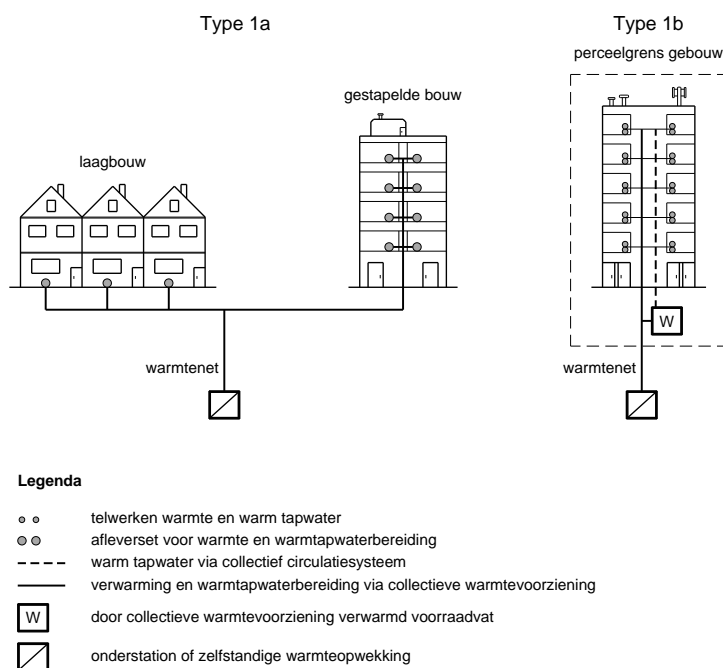 Type 1a
Type 1b
perceelgrens gebouw
gestapelde bouw
laagbouw
W
warmtenet
warmtenet
Legenda
telwerken warmte en warm tapwater
afleverset voor warmte en warmtapwaterbereiding
warm tapwater via collectief circulatiesysteem
verwarming en warmtapwaterbereiding via collectieve warmtevoorziening
W door collectieve warmtevoorziening verwarmd voorraadvat
onderstation of zelfstandige warmteopwekking